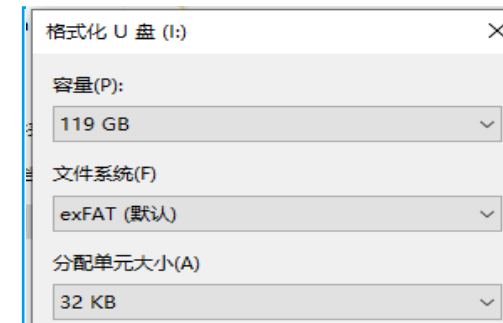 格式化 U 盘 (I:)
容量(P):
119 GB
文件系统(F)
exFAT (默认)
分配单元大小(A)
32 KB